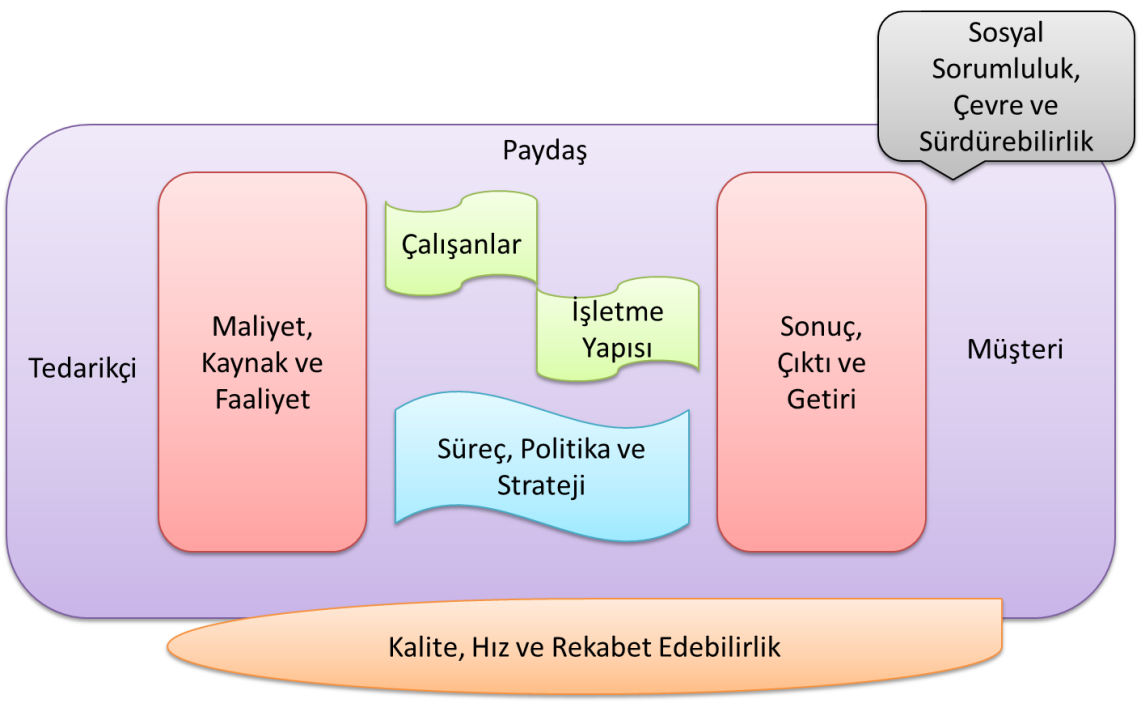 Sosyal
Sorumluluk,
Çevre ve
Sürdürebilirlik
Paydaş
Tedarikçi
Maliyet,
Kaynak ve
Faaliyet
Çalışanlar
İşletme
Yapısı
Süreç, Politika ve
Strateji
Sonuç,
Çıktı ve
Getiri
Müşteri
Kalite, Hız ve Rekabet Edebilirlik